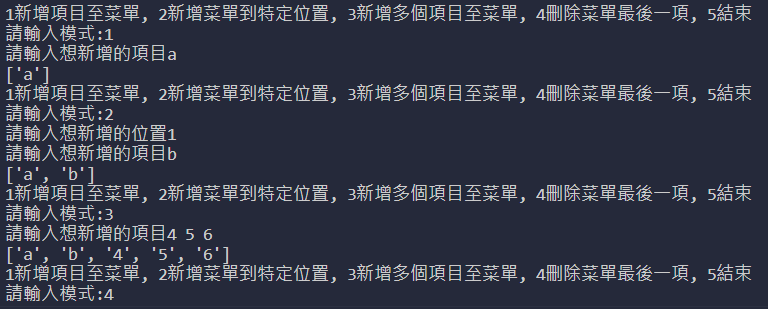 1新增項目至菜單, 2新增菜單到特定位置, 3新增多個項目至菜單, 4刪除菜單最後一項, 5結束
請輸入模式:1
請輸入想新增的項目a
['a']
1新增項目至菜單, 2新增菜單到特定位置, 3新增多個項目至菜單, 4刪除菜單最後一項, 5結束
請輸入模式:2
請輸入想新增的位置1
請輸入想新增的項目b
['a', 'b']
1新增項目至菜單, 2新增菜單到特定位置, 3新增多個項目至菜單, 4刪除菜單最後一項, 5結束
請輸入模式:3
請輸入想新增的項目4 5 6
['a', 'b', '4', '5', '6']
1新增項目至菜單, 2新增菜單到特定位置, 3新增多個項目至菜單, 4刪除菜單最後一項, 5結束
請輸入模式:4